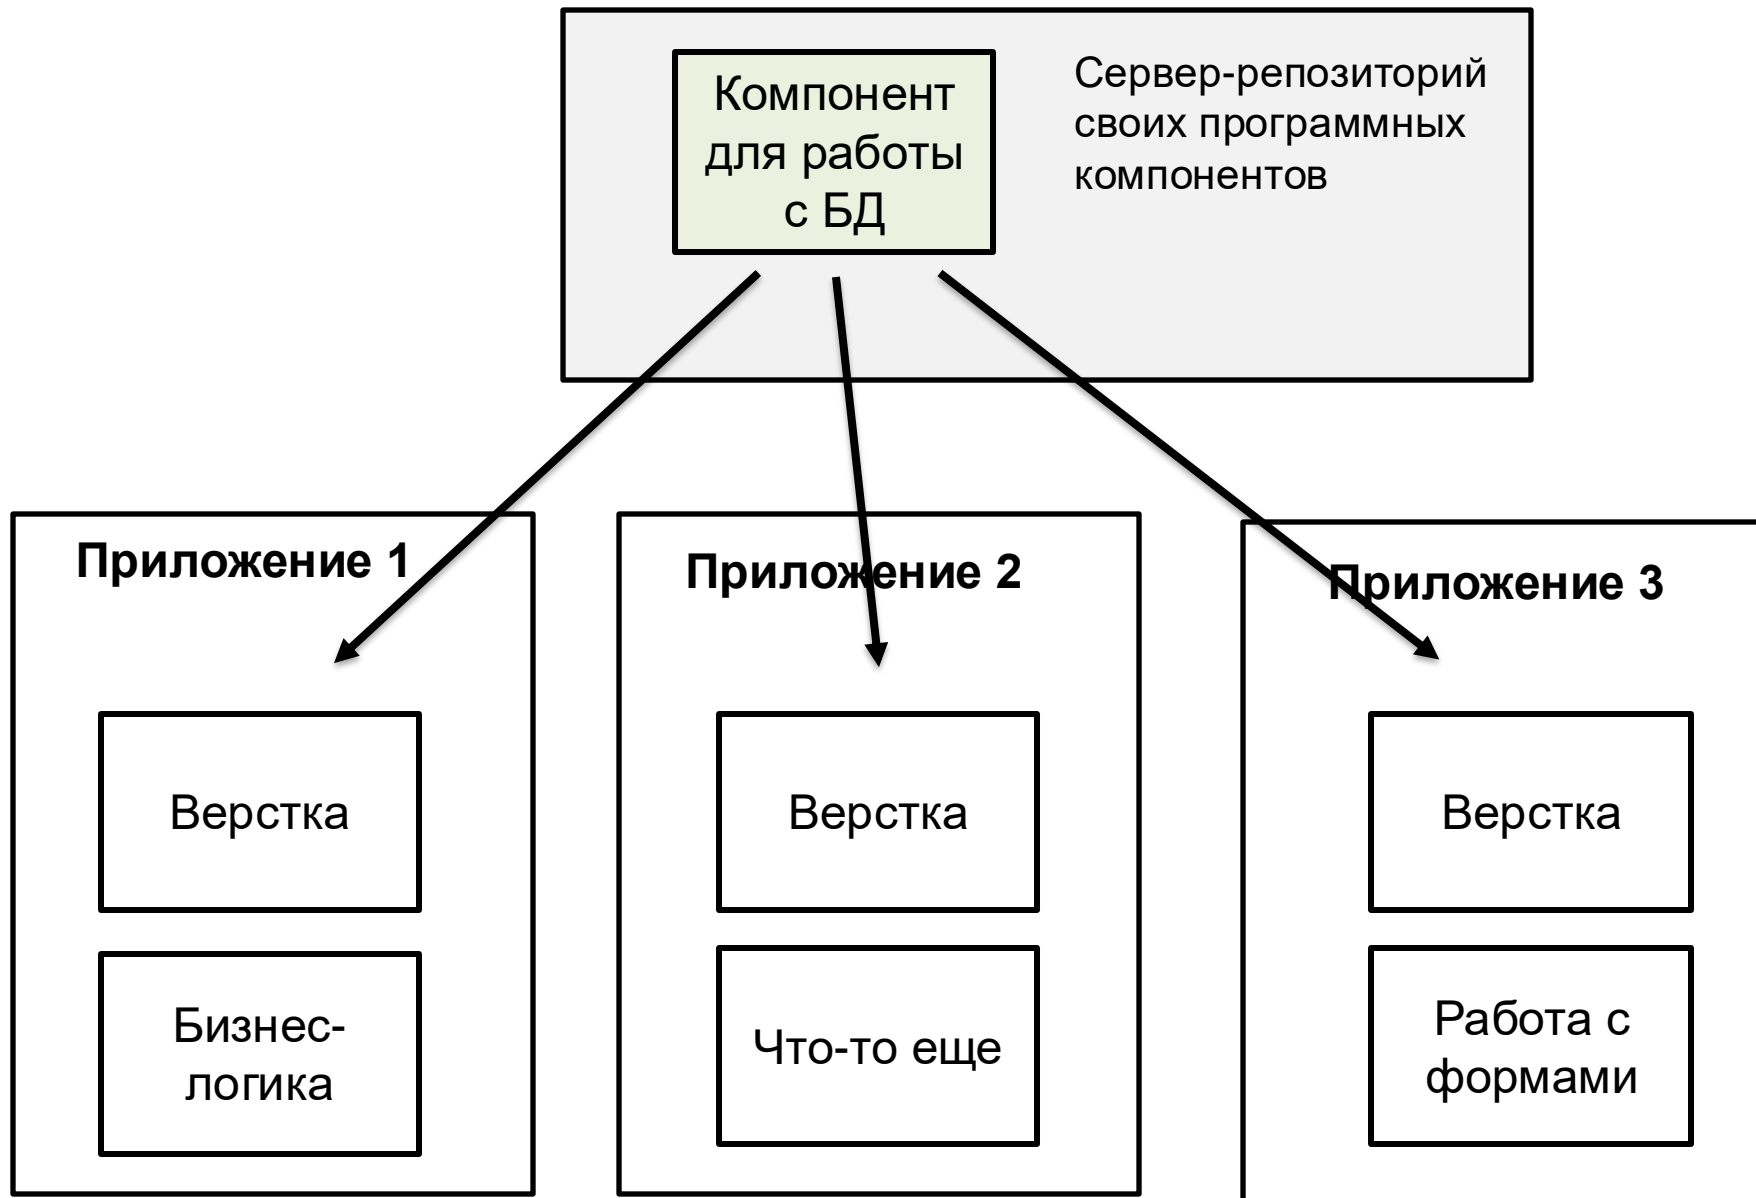 Компонент
для работы
с БД
Сервер-репозиторий
своих программных
компонентов
Приложение 1
Приложение 2
Приложение 3
Верстка
Верстка
Верстка
Бизнес-
логика
Что-то еще
Работа с
формами